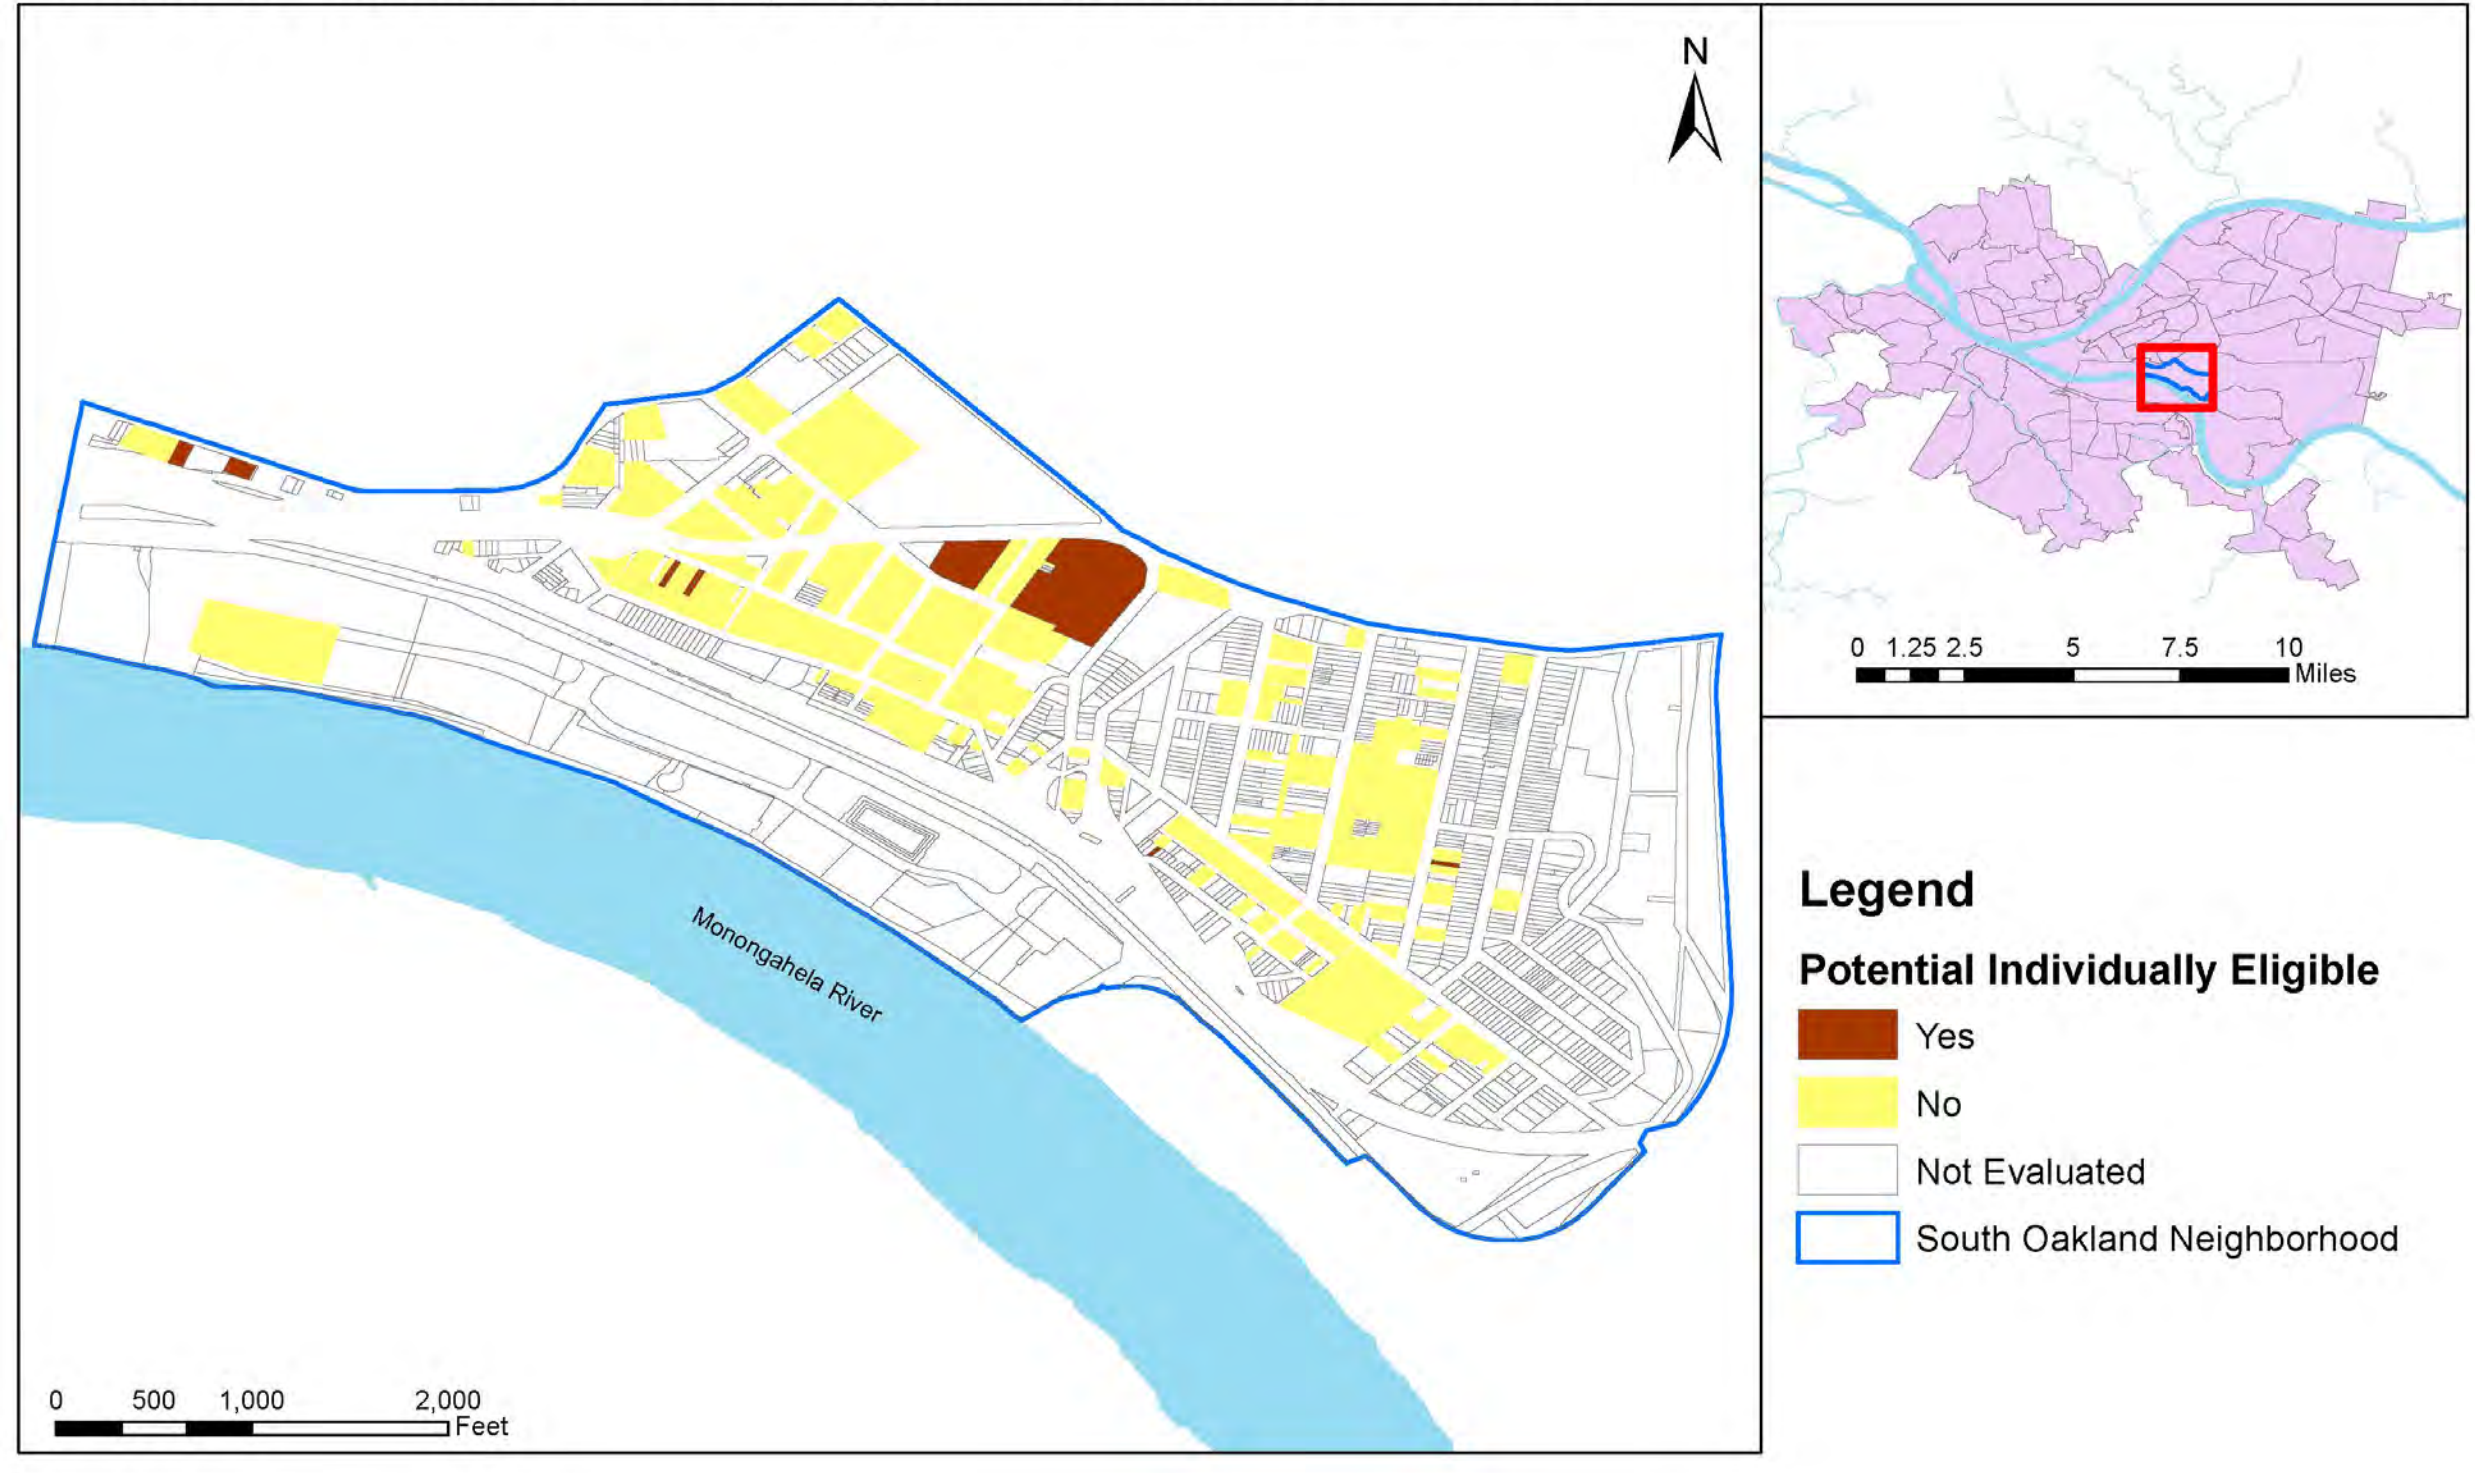 N
0 1.25 2.5 5 7.5 10
Miles
Monongahela River
Legend
Potential Individually Eligible
Yes
No
Not Evaluated
South Oakland Neighborhood
0 500 1,000 2,000
Feet